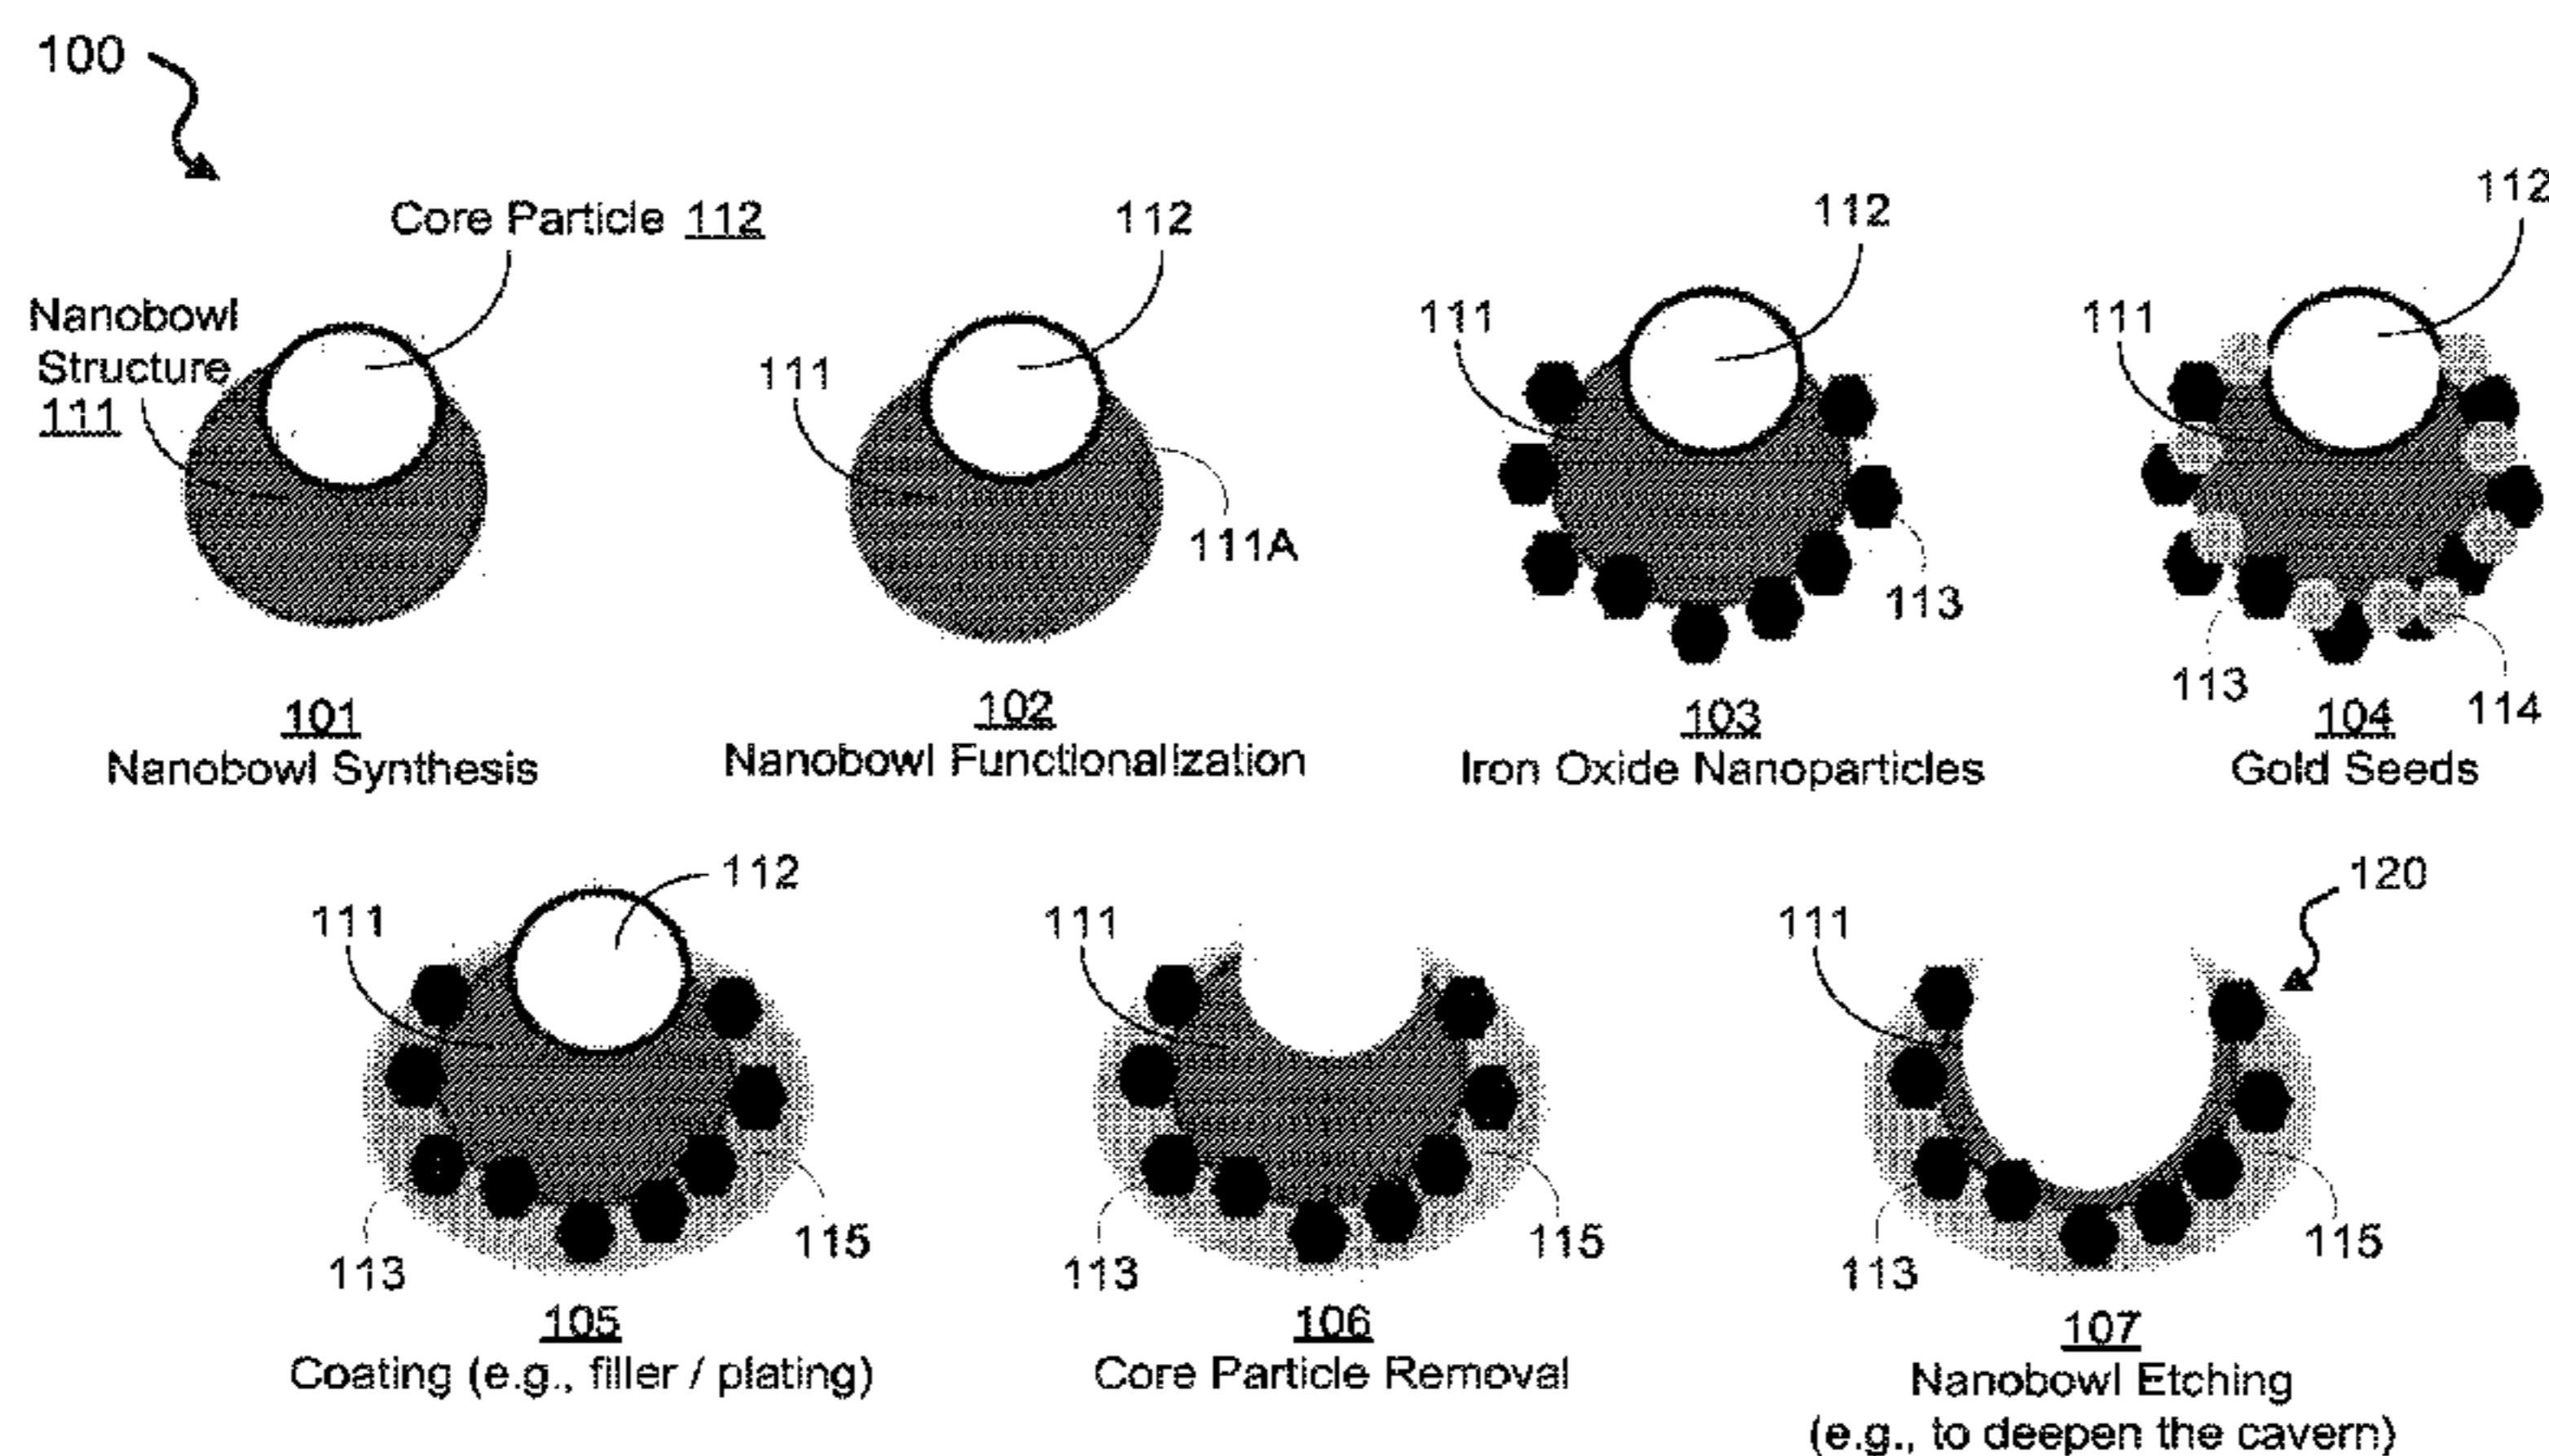 100
Core Particle 112
112
112
112
Nanobowl
Structure
111
111
111
111
111A
113
113
114
101
Nanobowl Synthesis
102
Nanobowl Functionalization
103
Iron Oxide Nanoparticles
104
Gold Seeds
112
120
111
111
111
115
115
115
113
113
113
105
Coating (e.g., filler / plating)
106
Core Particle Removal
107
Nanobowl Etching
(e.g., to deepen the cavern)